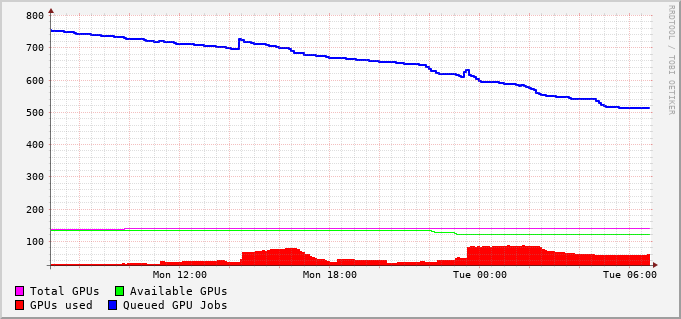 800
700
600
500
400
300
200
100
Mon 12:00 Mon 18:00 Tue 00:00 Tue 06:00
Total GPUs Available GPUs
GPUs used Queued GPU Jobs
RRDTOOL / TOBI OETIKER